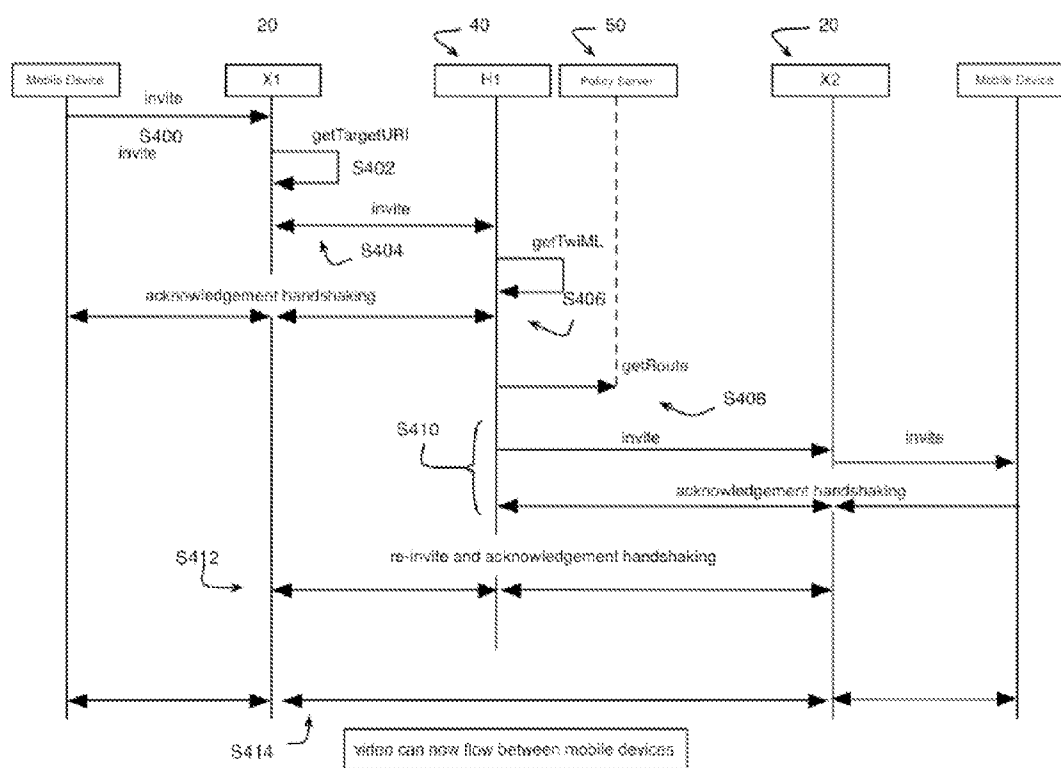 20
40
50
20
Mobile Device
X1
H1
Policy Server
X2
Mobile Device
invite
S400
invite
getTargetURI
S402
invite
S404
getTwiML
S406
acknowledgement handshaking
getRoute
S408
S410
invite
invite
acknowledgement handshaking
S412
re-invite and acknowledgement handshaking
S414
video can now flow between mobile devices